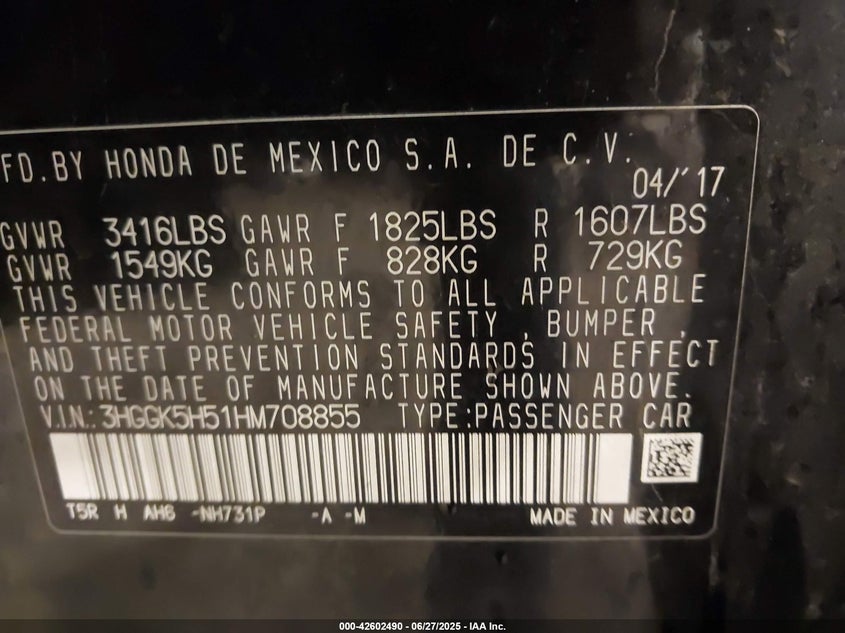 FD.BY HONDA DE MEXICO S.A. DE C.V.
04/'17
GVWR 3416LBS GAWR F 1825LBS R 1607LBS
GVWR 1549KG GAWR F 828KG R 729KG
THIS VEHICLE CONFORMS TO ALL APPLICABLE
FEDERAL MOTOR VEHICLE SAFETY , BUMPER ,
AND THEFT PREVENTION STANDARDS IN EFFECT
ON THE DATE OF MANUFACTURE SHOWN ABOVE.
V.I.N.: 3HGGK5H51HM708855 TYPE:PASSENGER CAR
T5R H AH6 -NH731P -A -M MADE IN MEXICO
000-42602490 - 06/27/2025 - IAA Inc.